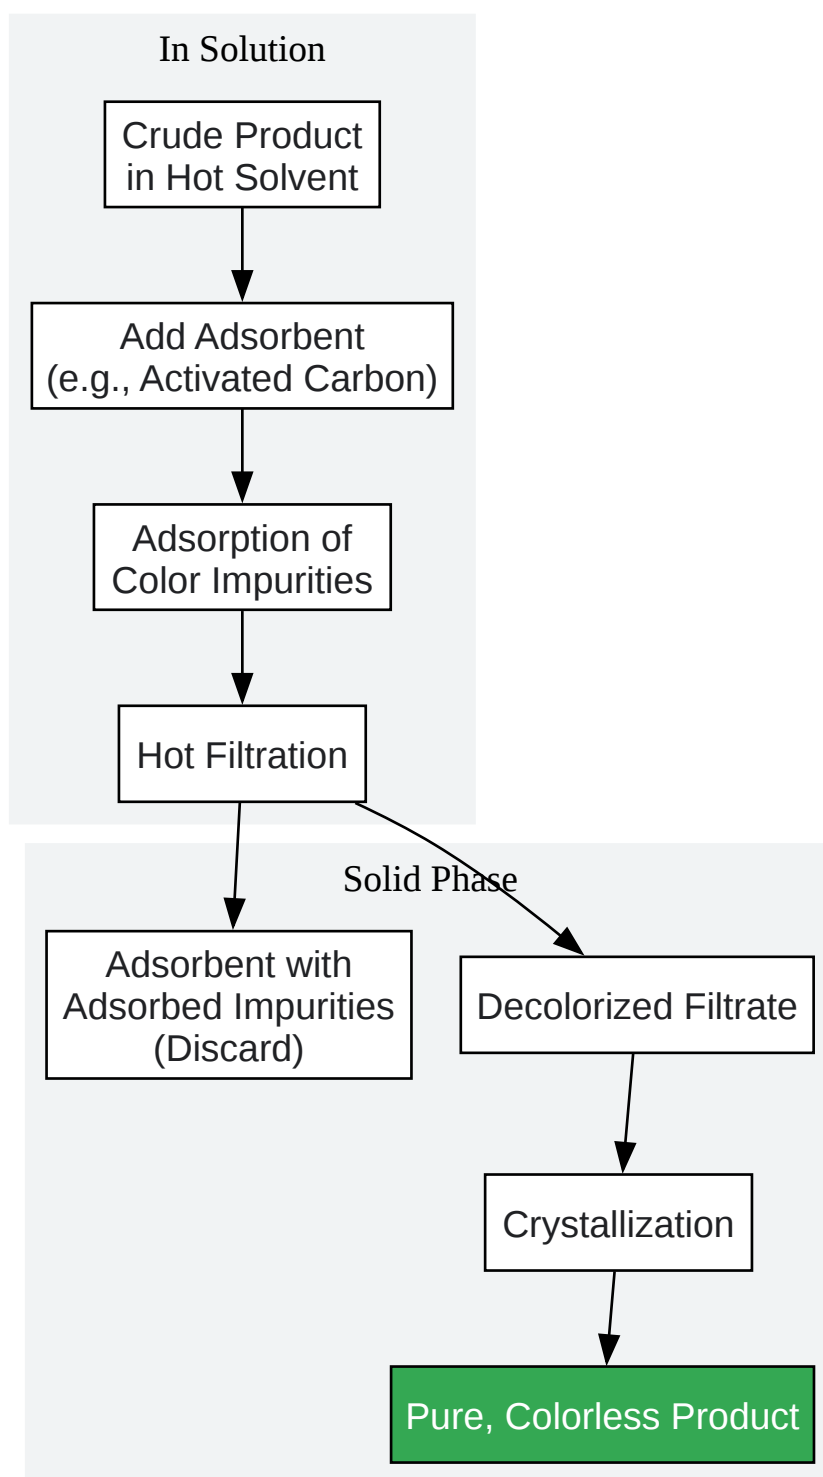 In Solution
Crude Product
in Hot Solvent
Add Adsorbent
(e.g., Activated Carbon)
Adsorption of
Color Impurities
Hot Filtration
Solid Phase
Adsorbent with
Adsorbed Impurities
(Discard)
Decolorized Filtrate
Crystallization
Pure, Colorless Product